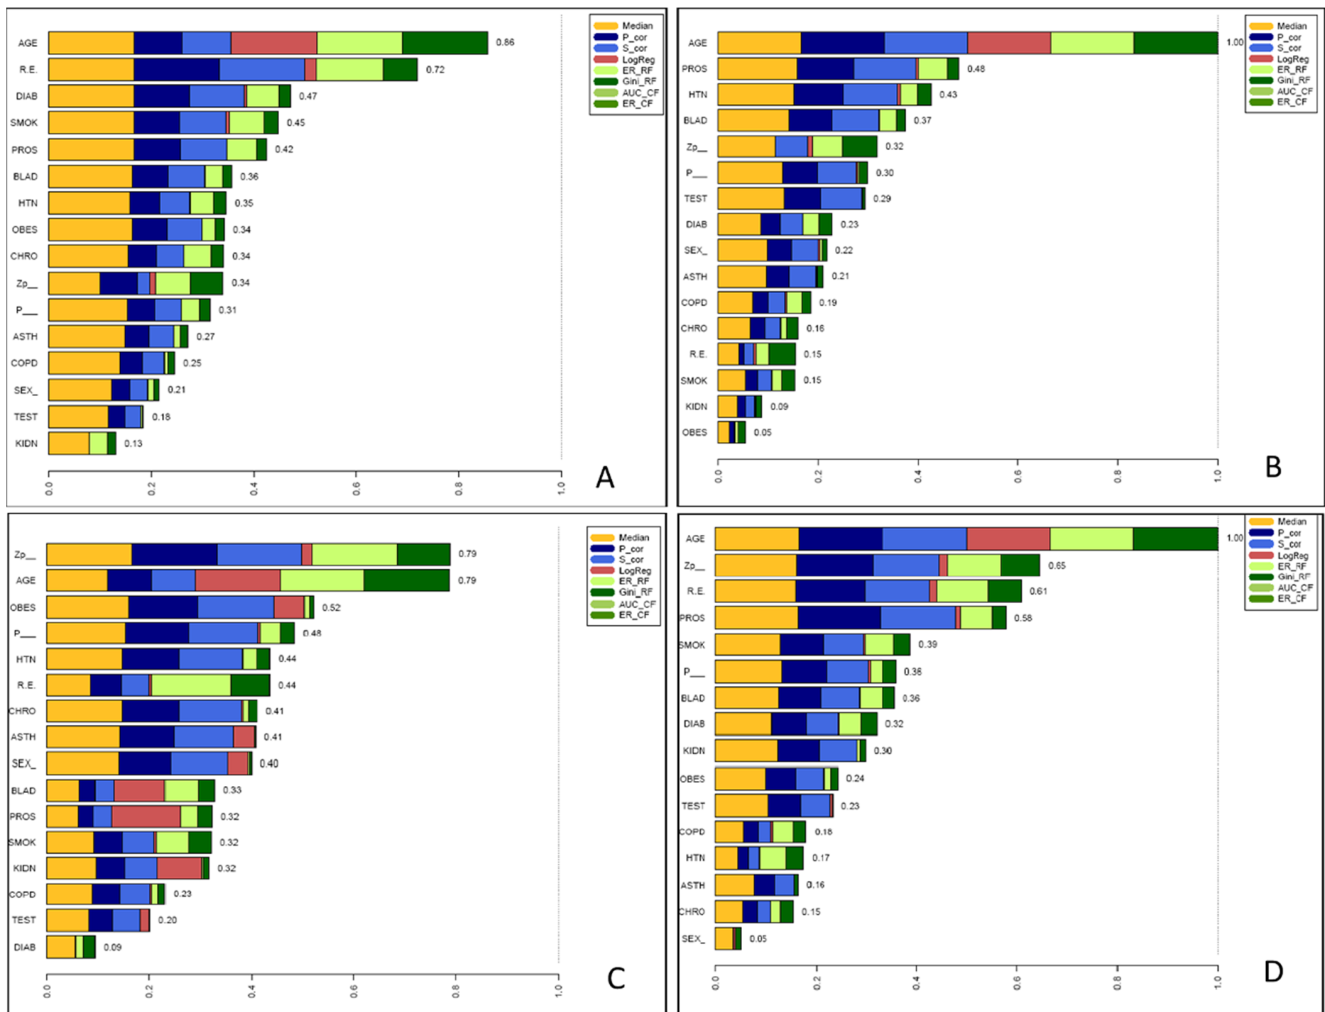 Median
P_cor
S_cor
LogReg
ER_RF
Gini_RF
AUC_CF
ER_CF
AGE 0.86
R.E. 0.72
DIAB 0.47
SMOK 0.45
PROS 0.42
BLAD 0.36
HTN 0.35
OBES 0.34
CHRO 0.34
Zp__ 0.34
P___ 0.31
ASTH 0.27
COPD 0.25
SEX_ 0.21
TEST 0.18
KIDN 0.13
0.0 0.2 0.4 0.6 0.8 1.0
A
Median
P_cor
S_cor
LogReg
ER_RF
Gini_RF
AUC_CF
ER_CF
AGE 1.00
PROS 0.48
HTN 0.43
BLAD 0.37
Zp__ 0.32
P___ 0.30
TEST 0.29
DIAB 0.23
SEX_ 0.22
ASTH 0.21
COPD 0.19
CHRO 0.16
R.E. 0.15
SMOK 0.15
KIDN 0.09
OBES 0.05
0.0 0.2 0.4 0.6 0.8 1.0
B
Median
P_cor
S_cor
LogReg
ER_RF
Gini_RF
AUC_CF
ER_CF
Zp__ 0.79
AGE 0.79
OBES 0.52
P___ 0.48
HTN 0.44
R.E. 0.44
CHRO 0.41
ASTH 0.41
SEX_ 0.40
BLAD 0.33
PROS 0.32
SMOK 0.32
KIDN 0.32
COPD 0.23
TEST 0.20
DIAB 0.09
0.0 0.2 0.4 0.6 0.8 1.0
C
Median
P_cor
S_cor
LogReg
ER_RF
Gini_RF
AUC_CF
ER_CF
AGE 1.00
Zp__ 0.65
R.E. 0.61
PROS 0.58
SMOK 0.39
P___ 0.36
BLAD 0.36
DIAB 0.32
KIDN 0.30
OBES 0.24
TEST 0.23
COPD 0.18
HTN 0.17
ASTH 0.16
CHRO 0.15
SEX_ 0.05
0.0 0.2 0.4 0.6 0.8 1.0
D